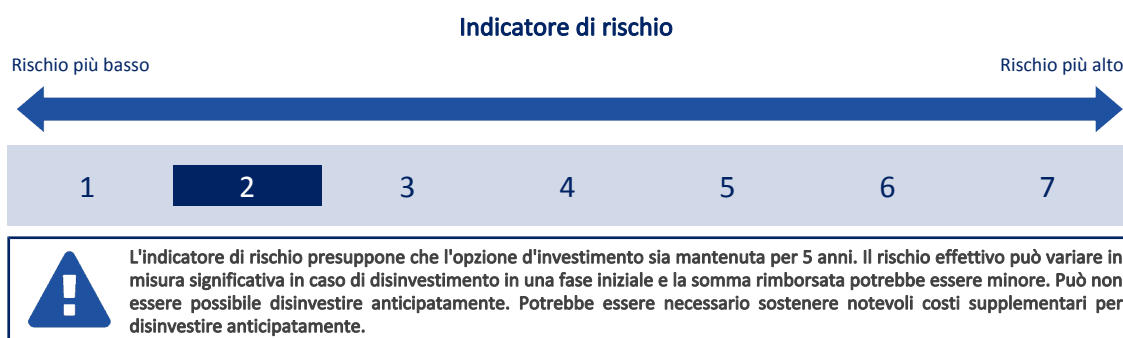 Indicatore di rischio
Rischio più basso
Rischio più alto
1 2 3 4 5 6 7
L'indicatore di rischio presuppone che l'opzione d'investimento sia mantenuta per 5 anni. Il rischio effettivo può variare in
misura significativa in caso di disinvestimento in una fase iniziale e la somma rimborsata potrebbe essere minore. Può non
essere possibile disinvestire anticipatamente. Potrebbe essere necessario sostenere notevoli costi supplementari per
disinvestire anticipatamente.